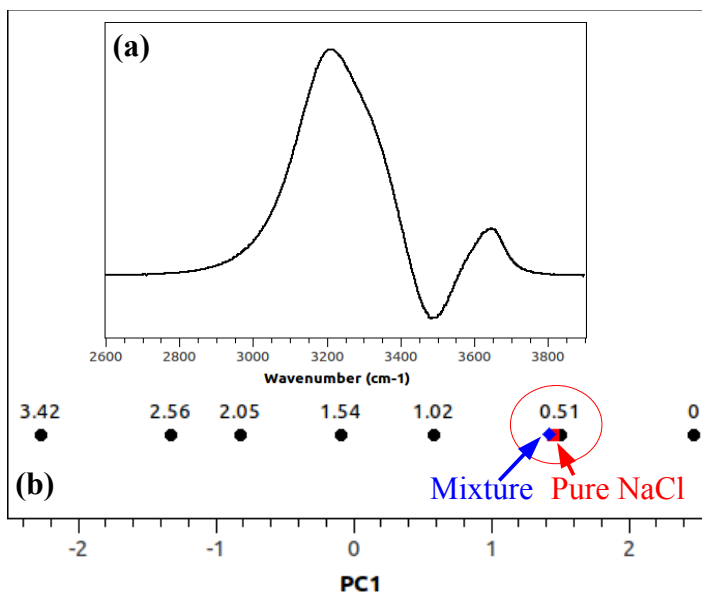 (a)
2600 2800 3000 3200 3400 3600 3800
Wavenumber (cm-1)
3.42 2.56 2.05 1.54 1.02 0.51 0
(b) Mixture Pure NaCl
-2 -1 0 1 2
PC1